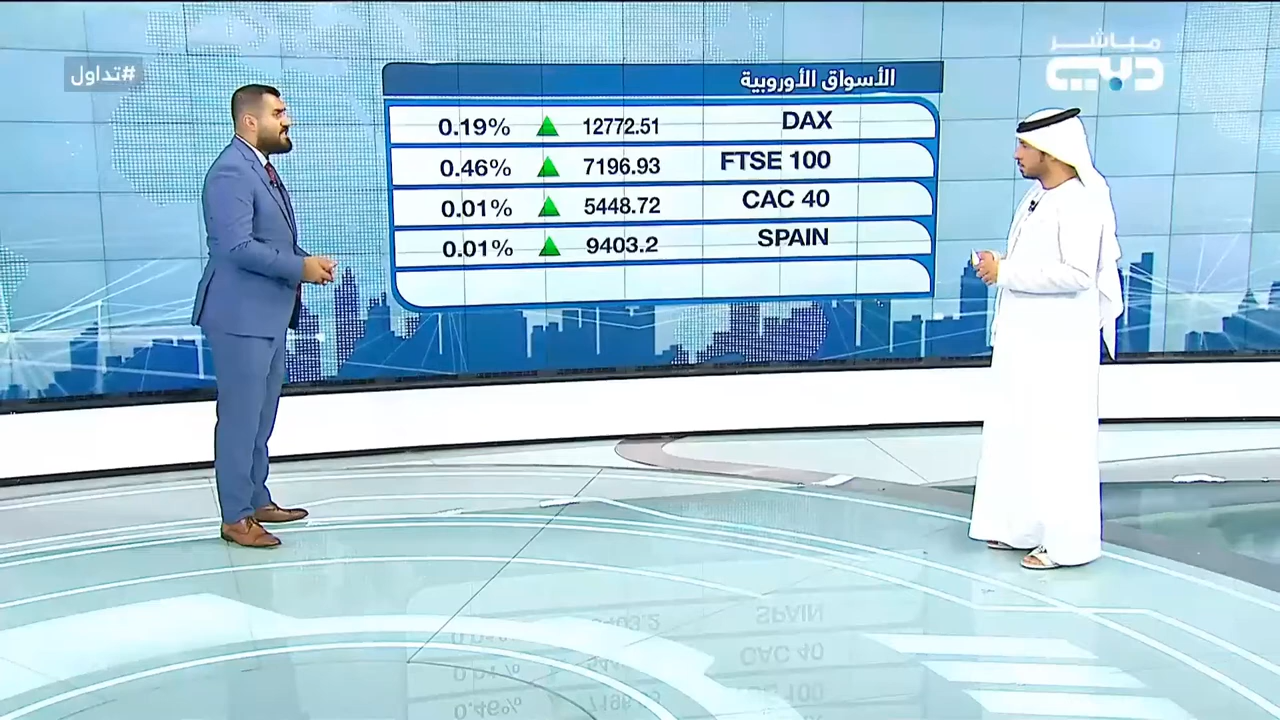 #تداول
مباشر
دبي
الأسواق الأوروبية
DAX 12772.51 0.19%
FTSE 100 7196.93 0.46%
CAC 40 5448.72 0.01%
SPAIN 9403.2 0.01%